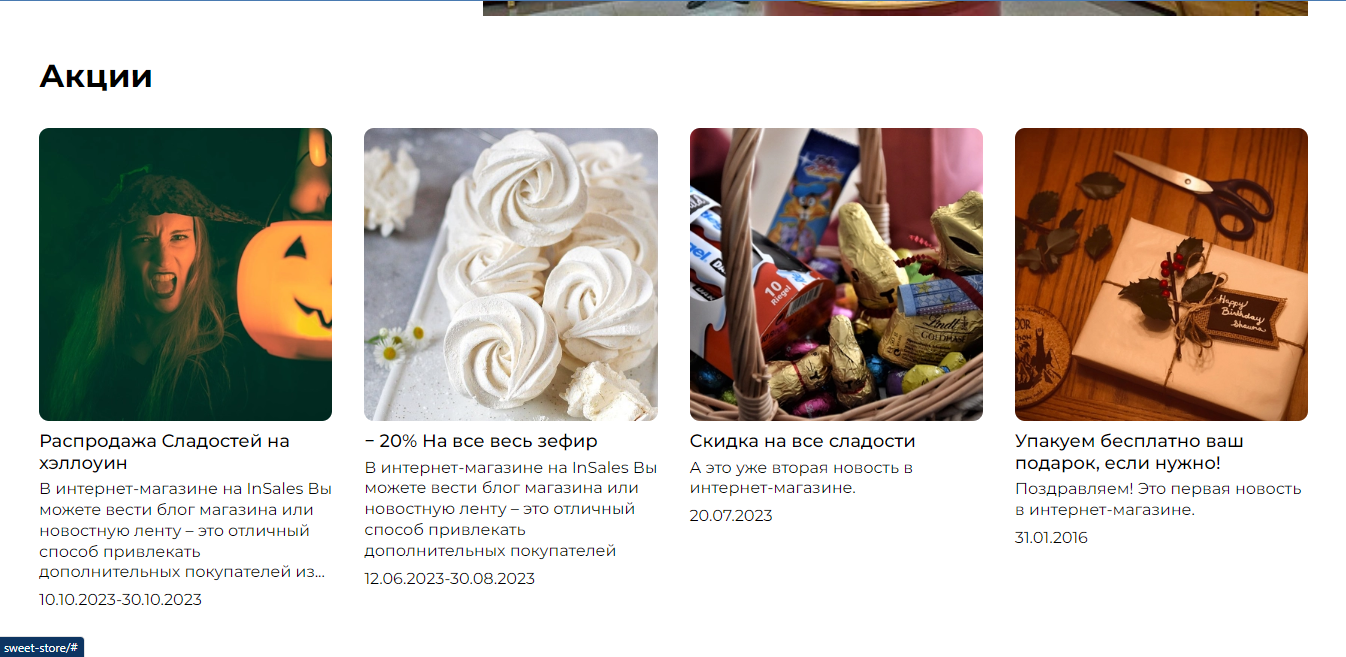 Акции
Распродажа Сладостей на
хэллоуин
В интернет-магазине на InSales Вы
можете вести блог магазина или
новостную ленту – это отличный
способ привлекать
дополнительных покупателей из...
10.10.2023-30.10.2023
− 20% На все весь зефир
В интернет-магазине на InSales Вы
можете вести блог магазина или
новостную ленту – это отличный
способ привлекать
дополнительных покупателей
12.06.2023-30.08.2023
10
Riegel
Lindt
GOLDHASE
Скидка на все сладости
А это уже вторая новость в
интернет-магазине.
20.07.2023
Happy
Birthday
Shauna
Упакуем бесплатно ваш
подарок, если нужно!
Поздравляем! Это первая новость
в интернет-магазине.
31.01.2016
sweet-store/#